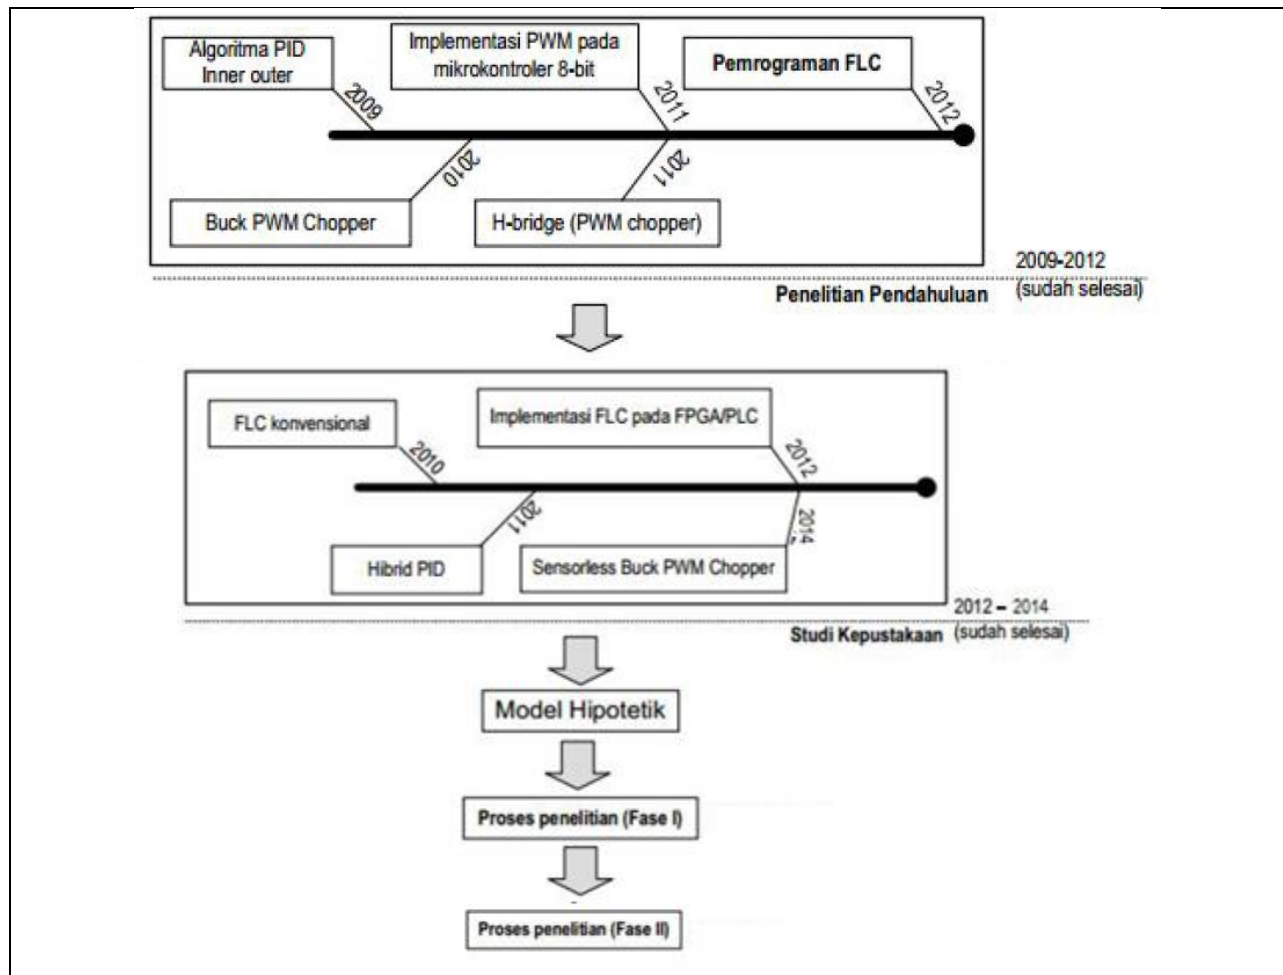 Algoritma PID
Inner outer
Implementasi PWM pada
mikrokontroler 8-bit
Pemrograman FLC
2009
2011
2012
2010
2011
Buck PWM Chopper
H-bridge (PWM chopper)
2009-2012
(sudah selesai)
Penelitian Pendahuluan
FLC konvensional
Implementasi FLC pada FPGA/PLC
2010
2012
2011
2014
Hibrid PID
Sensorless Buck PWM Chopper
2012 – 2014
(sudah selesai)
Studi Kepustakaan
Model Hipotetik
Proses penelitian (Fase I)
Proses penelitian (Fase II)